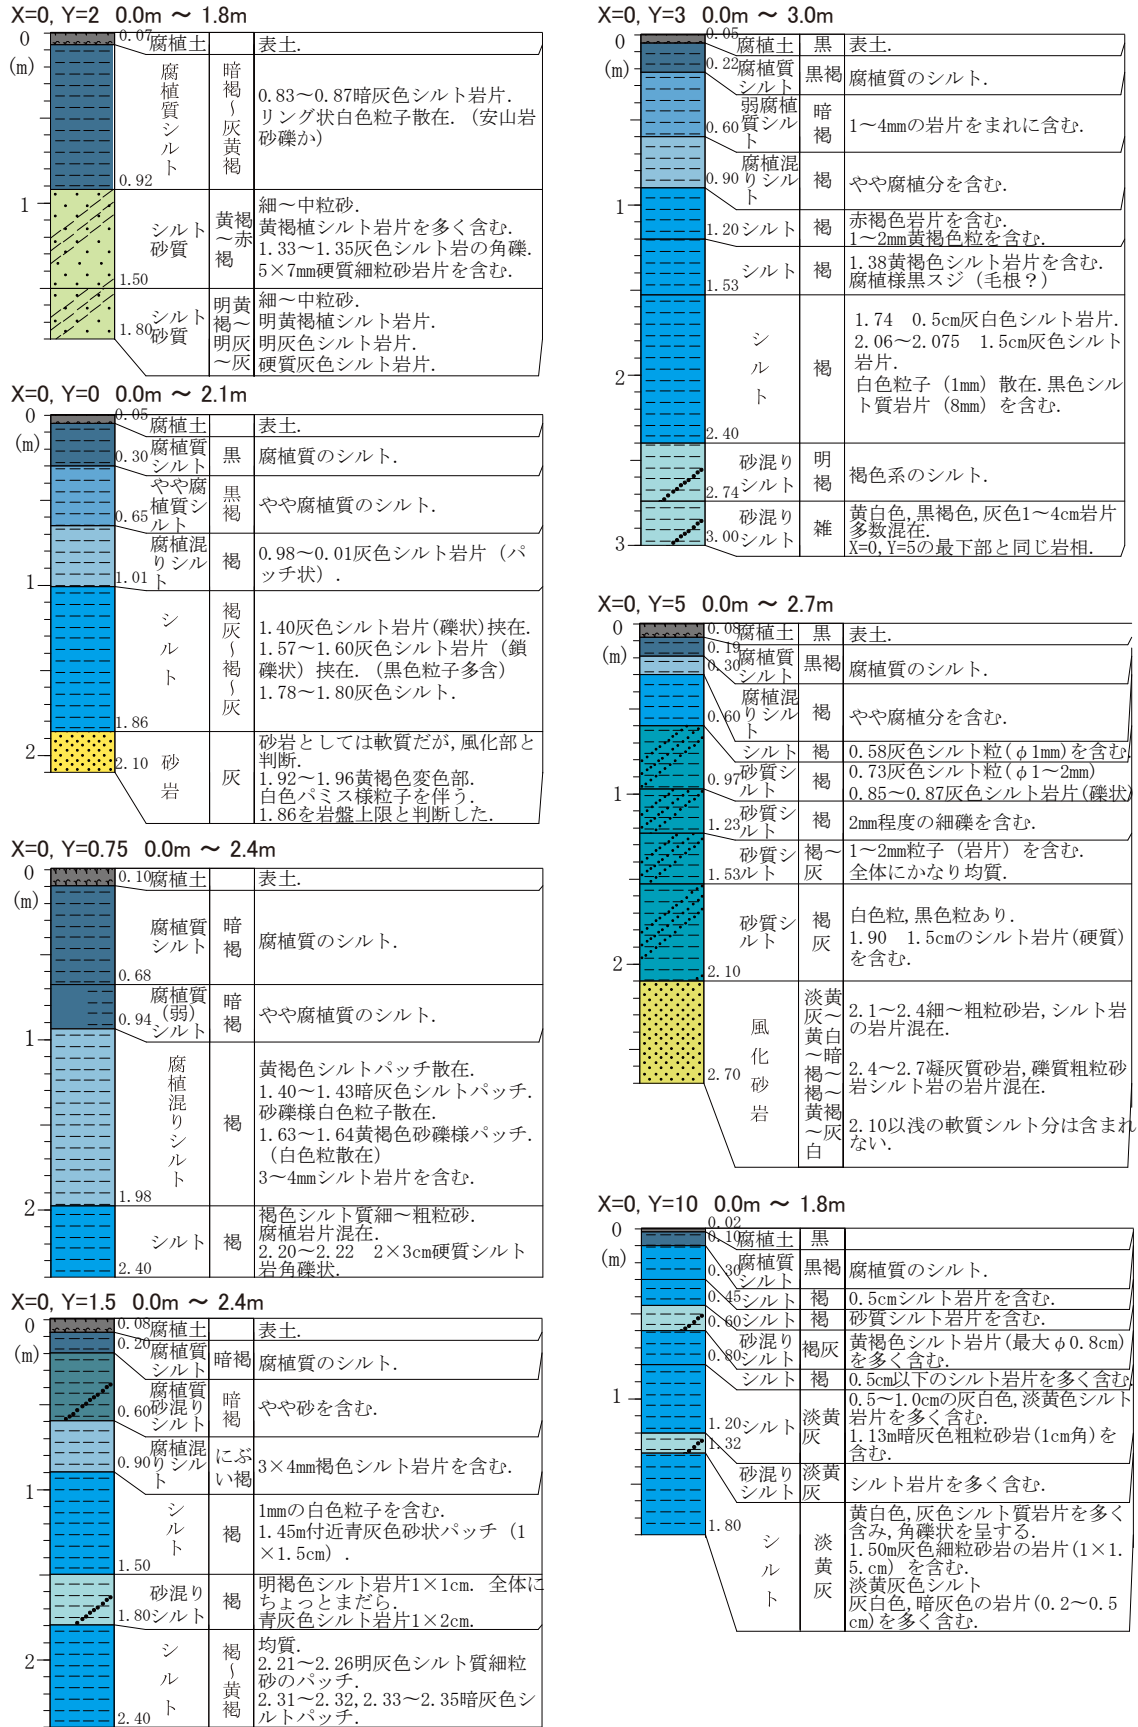 X=0, Y=2 0.0m ～ 1.8m
0
(m)
1
0.07
腐植土
表土.
腐植質シルト
暗褐～灰黄褐
0.83～0.87暗灰色シルト岩片.
リング状白色粒子散在.（安山岩
砂礫か）
0.92
シルト
砂質
黄褐
～赤
褐
細～中粒砂.
黄褐植シルト岩片を多く含む.
1.33～1.35灰色シルト岩の角礫.
5×7mm硬質細粒砂岩片を含む.
1.50
シルト
砂質
明黄
褐～
明灰
～灰
細～中粒砂.
明黄褐植シルト岩片.
明灰色シルト岩片.
硬質灰色シルト岩片.
1.80
X=0, Y=0 0.0m ～ 2.1m
0
(m)
1
2
0.05
腐植土
表土.
0.30
腐植質
シルト
黒
腐植質のシルト.
0.65
やや腐
植質シ
ルト
黒
褐
やや腐植質のシルト.
1.01
腐植混
りシル
ト
褐
0.98～0.01灰色シルト岩片（パ
ッチ状）.
シルト
褐灰～褐～灰
1.40灰色シルト岩片(礫状)挟在.
1.57～1.60灰色シルト岩片（鎖
礫状）挟在.（黒色粒子多含）
1.78～1.80灰色シルト.
1.86
2.10
砂岩
灰
砂岩としては軟質だが,風化部と
判断.
1.92～1.96黄褐色変色部.
白色パミス様粒子を伴う.
1.86を岩盤上限と判断した.
X=0, Y=0.75 0.0m ～ 2.4m
0
(m)
1
2
0.10
腐植土
表土.
腐植質
シルト
暗
褐
腐植質のシルト.
0.68
0.94
腐植質
（弱）
シルト
暗
褐
やや腐植質のシルト.
腐植混りシルト
褐
黄褐色シルトパッチ散在.
1.40～1.43暗灰色シルトパッチ.
砂礫様白色粒子散在.
1.63～1.64黄褐色砂礫様パッチ.
（白色粒散在）
3～4mmシルト岩片を含む.
1.98
シルト
褐
褐色シルト質細～粗粒砂.
腐植岩片混在.
2.20～2.22 2×3cm硬質シルト
岩角礫状.
2.40
X=0, Y=1.5 0.0m ～ 2.4m
0
(m)
1
2
0.08
腐植土
表土.
0.20
腐植質
シルト
暗褐
腐植質のシルト.
0.60
腐植質
砂混り
シルト
暗
褐
やや砂を含む.
0.90
腐植混
りシル
ト
にぶ
い褐
3×4mm褐色シルト岩片を含む.
シルト
褐
1mmの白色粒子を含む.
1.45m付近青灰色砂状パッチ（1
×1.5cm）.
1.50
1.80
砂混り
シルト
褐
明褐色シルト岩片1×1cm. 全体に
ちょっとまだら.
青灰色シルト岩片1×2cm.
シルト
褐～黄褐
均質.
2.21～2.26明灰色シルト質細粒
砂のパッチ.
2.31～2.32,2.33～2.35暗灰色シ
ルトパッチ.
2.40
X=0, Y=3 0.0m ～ 3.0m
0
(m)
1
2
3
0.05
腐植土
黒
表土.
0.22
腐植質
シルト
黒褐
腐植質のシルト.
0.60
弱腐植
質シル
ト
暗
褐
1～4mmの岩片をまれに含む.
0.90
腐植混
りシル
ト
褐
やや腐植分を含む.
1.20
シルト
褐
赤褐色岩片を含む.
1～2mm黄褐色粒を含む.
シルト
褐
1.38黄褐色シルト岩片を含む.
腐植様黒スジ（毛根？）
1.53
シルト
褐
1.74 0.5cm灰白色シルト岩片.
2.06～2.075 1.5cm灰色シルト
岩片.
白色粒子（1mm）散在.黒色シル
ト質岩片（8mm）を含む.
2.40
2.74
砂混り
シルト
明
褐
褐色系のシルト.
3.00
砂混り
シルト
雑
黄白色,黒褐色,灰色1～4cm岩片
多数混在.
X=0,Y=5の最下部と同じ岩相.
X=0, Y=5 0.0m ～ 2.7m
0
(m)
1
2
0.08
腐植土
黒
表土.
0.19
0.30
腐植質
シルト
黒褐
腐植質のシルト.
0.60
腐植混
りシル
ト
褐
やや腐植分を含む.
シルト
褐
0.58灰色シルト粒(φ1mm)を含む.
0.97
砂質シ
ルト
褐
0.73灰色シルト粒(φ1～2mm)
0.85～0.87灰色シルト岩片(礫状)
1.23
砂質シ
ルト
褐
2mm程度の細礫を含む.
1.53
砂質シ
ルト
褐～
灰
1～2mm粒子（岩片）を含む.
全体にかなり均質.
砂質シ
ルト
褐
灰
白色粒,黒色粒あり.
1.90 1.5cmのシルト岩片(硬質)
を含む.
2.10
風化砂岩
淡黄
灰～
黄白
～暗
褐～
褐～
黄褐
～灰
白
2.1～2.4細～粗粒砂岩,シルト岩
の岩片混在.
2.4～2.7凝灰質砂岩,礫質粗粒砂
岩シルト岩の岩片混在.
2.10以浅の軟質シルト分は含まれ
ない.
2.70
X=0, Y=10 0.0m ～ 1.8m
0
(m)
1
0.02
0.10
腐植土
黒
0.30
腐植質
シルト
黒褐
腐植質のシルト.
0.45
シルト
褐
0.5cmシルト岩片を含む.
0.60
シルト
褐
砂質シルト岩片を含む.
0.80
砂混り
シルト
褐灰
黄褐色シルト岩片(最大φ0.8cm)
を多く含む.
シルト
褐
0.5cm以下のシルト岩片を多く含む.
1.20
シルト
淡黄
灰
0.5～1.0cmの灰白色,淡黄色シルト
岩片を多く含む.
1.13m暗灰色粗粒砂岩(1cm角)を
含む.
1.32
砂混り
シルト
淡黄
灰
シルト岩片を多く含む.
1.80
シルト
淡黄灰
黄白色,灰色シルト質岩片を多く
含み,角礫状を呈する.
1.50m灰色細粒砂岩の岩片(1×1.
5.cm) を含む.
淡黄灰色シルト
灰白色,暗灰色の岩片(0.2～0.5
cm)を多く含む.